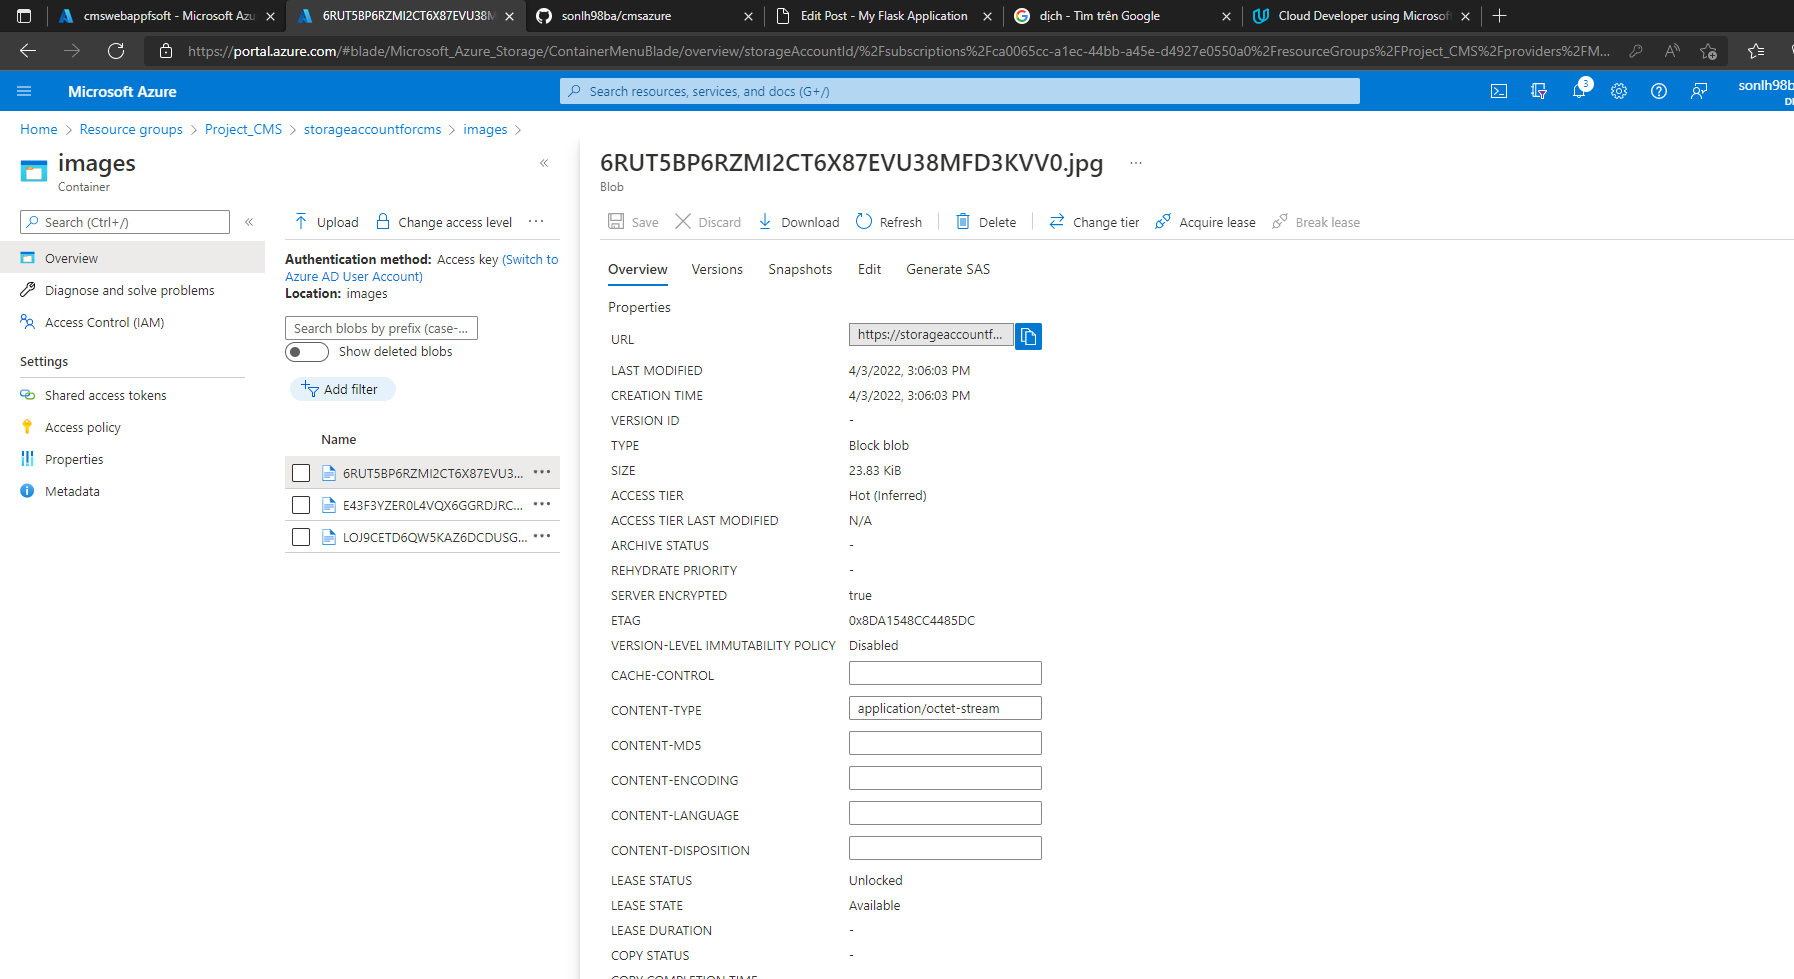 cmswebappfsoft - Microsoft Azu
6RUT5BP6RZMI2CT6X87EVU38M
sonlh98ba/cmsazure
Edit Post - My Flask Application
dịch - Tìm trên Google
Cloud Developer using Microsof
https://portal.azure.com/#blade/Microsoft_Azure_Storage/ContainerMenuBlade/overview/storageAccountId/%2Fsubscriptions%2Fca0065cc-a1ec-44bb-a45e-d4927e0550a0%2FresourceGroups%2FProject_CMS%2Fproviders%2FM...
Microsoft Azure
Search resources, services, and docs (G+/)
3
sonlh98b
Home > Resource groups > Project_CMS > storageaccountforcms > images >
images
Container
Search (Ctrl+/)
Overview
Diagnose and solve problems
Access Control (IAM)
Settings
Shared access tokens
Access policy
Properties
Metadata
Upload
Change access level
Authentication method: Access key (Switch to
Azure AD User Account)
Location: images
Search blobs by prefix (case-...
Show deleted blobs
Add filter
Name
6RUT5BP6RZMI2CT6X87EVU3...
E43F3YZER0L4VQX6GGRDJRC...
LOJ9CETD6QW5KAZ6DCDUSG...
6RUT5BP6RZMI2CT6X87EVU38MFD3KVV0.jpg
Blob
Save
Discard
Download
Refresh
Delete
Change tier
Acquire lease
Break lease
Overview
Versions
Snapshots
Edit
Generate SAS
Properties
URL https://storageaccountf...
LAST MODIFIED 4/3/2022, 3:06:03 PM
CREATION TIME 4/3/2022, 3:06:03 PM
VERSION ID -
TYPE Block blob
SIZE 23.83 KiB
ACCESS TIER Hot (Inferred)
ACCESS TIER LAST MODIFIED N/A
ARCHIVE STATUS -
REHYDRATE PRIORITY -
SERVER ENCRYPTED true
ETAG 0x8DA1548CC4485DC
VERSION-LEVEL IMMUTABILITY POLICY Disabled
CACHE-CONTROL
CONTENT-TYPE application/octet-stream
CONTENT-MD5
CONTENT-ENCODING
CONTENT-LANGUAGE
CONTENT-DISPOSITION
LEASE STATUS Unlocked
LEASE STATE Available
LEASE DURATION -
COPY STATUS -
COPY COMPLETION TIME